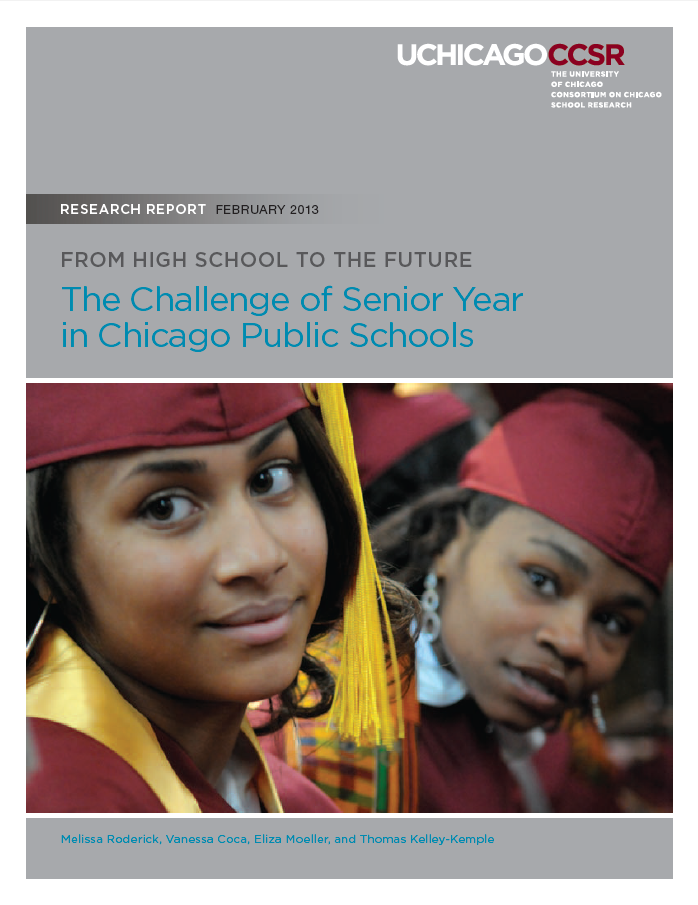 UCHICAGOCCSR
THE UNIVERSITY
OF CHICAGO
CONSORTIUM ON CHICAGO
SCHOOL RESEARCH
RESEARCH REPORT FEBRUARY 2013
FROM HIGH SCHOOL TO THE FUTURE
The Challenge of Senior Year
in Chicago Public Schools
Melissa Roderick, Vanessa Coca, Eliza Moeller, and Thomas Kelley-Kemple